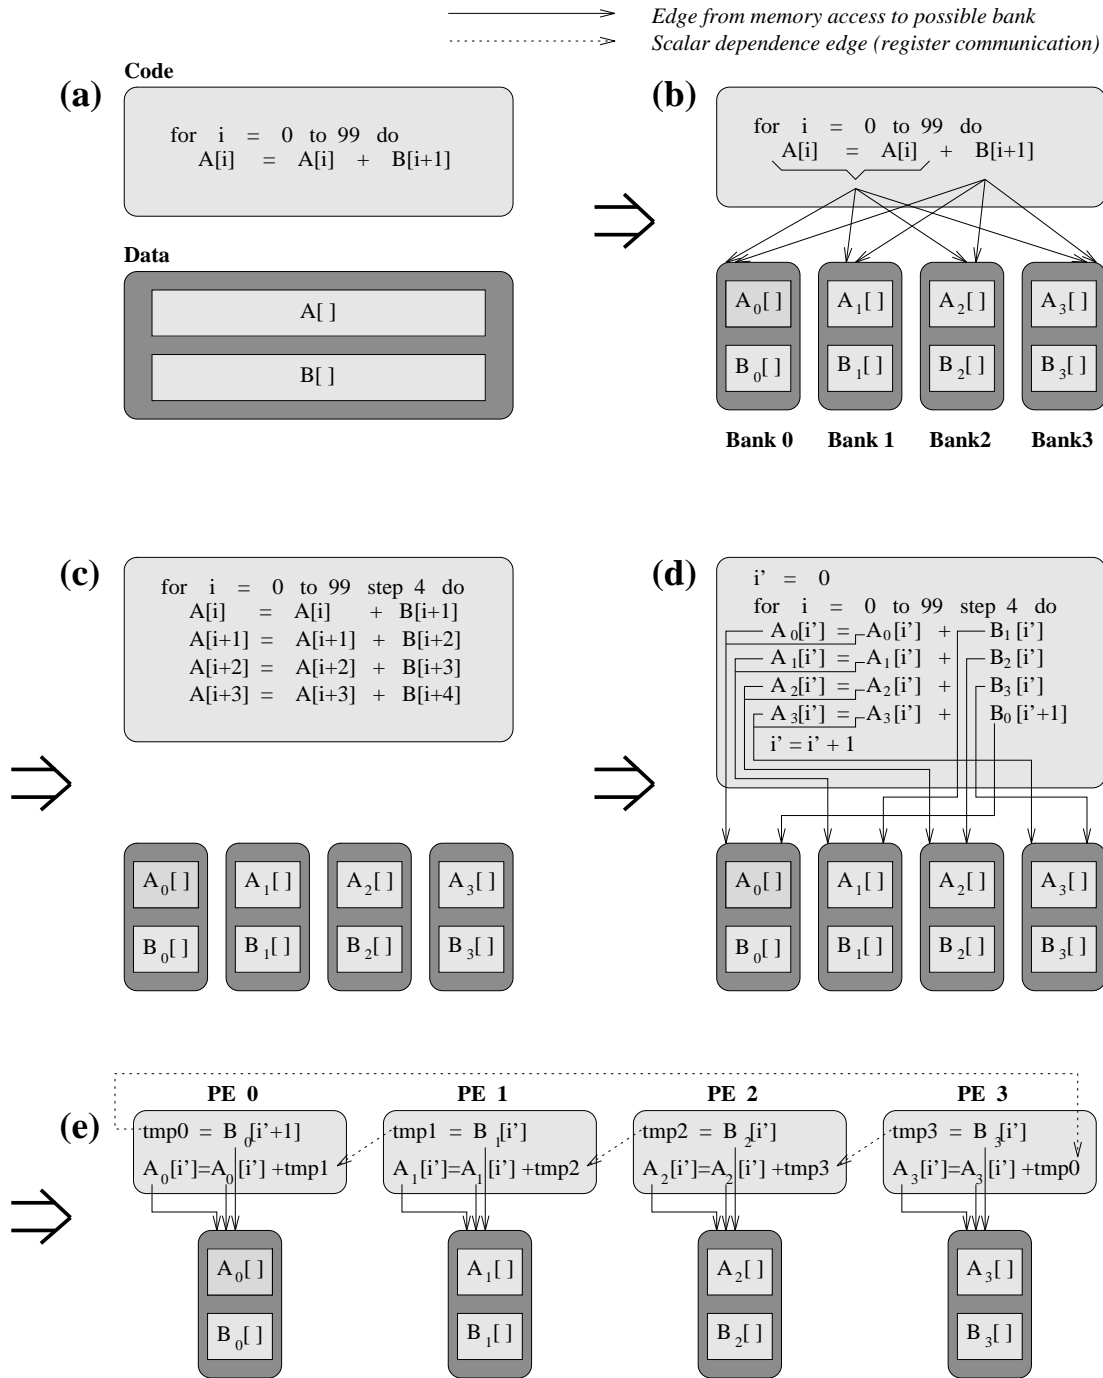 Edge from memory access to possible bank
Scalar dependence edge (register communication)
(a)
Code
for i = 0 to 99 do
A[i] = A[i] + B[i+1]
Data
A[ ]
B[ ]
(b)
for i = 0 to 99 do
A[i] = A[i] + B[i+1]
A0[ ] A1[ ] A2[ ] A3[ ]
B0[ ] B1[ ] B2[ ] B3[ ]
Bank 0 Bank 1 Bank2 Bank3
(c)
for i = 0 to 99 step 4 do
A[i] = A[i] + B[i+1]
A[i+1] = A[i+1] + B[i+2]
A[i+2] = A[i+2] + B[i+3]
A[i+3] = A[i+3] + B[i+4]
A0[ ] A1[ ] A2[ ] A3[ ]
B0[ ] B1[ ] B2[ ] B3[ ]
(d)
i' = 0
for i = 0 to 99 step 4 do
A0[i'] = A0[i'] + B1[i']
A1[i'] = A1[i'] + B2[i']
A2[i'] = A2[i'] + B3[i']
A3[i'] = A3[i'] + B0[i'+1]
i' = i' + 1
A0[ ] A1[ ] A2[ ] A3[ ]
B0[ ] B1[ ] B2[ ] B3[ ]
(e)
PE 0 PE 1 PE 2 PE 3
tmp0 = B0[i'+1] tmp1 = B1[i'] tmp2 = B2[i'] tmp3 = B3[i']
A0[i']=A0[i'] +tmp1 A1[i']=A1[i'] +tmp2 A2[i']=A2[i'] +tmp3 A3[i']=A3[i'] +tmp0
A0[ ] A1[ ] A2[ ] A3[ ]
B0[ ] B1[ ] B2[ ] B3[ ]